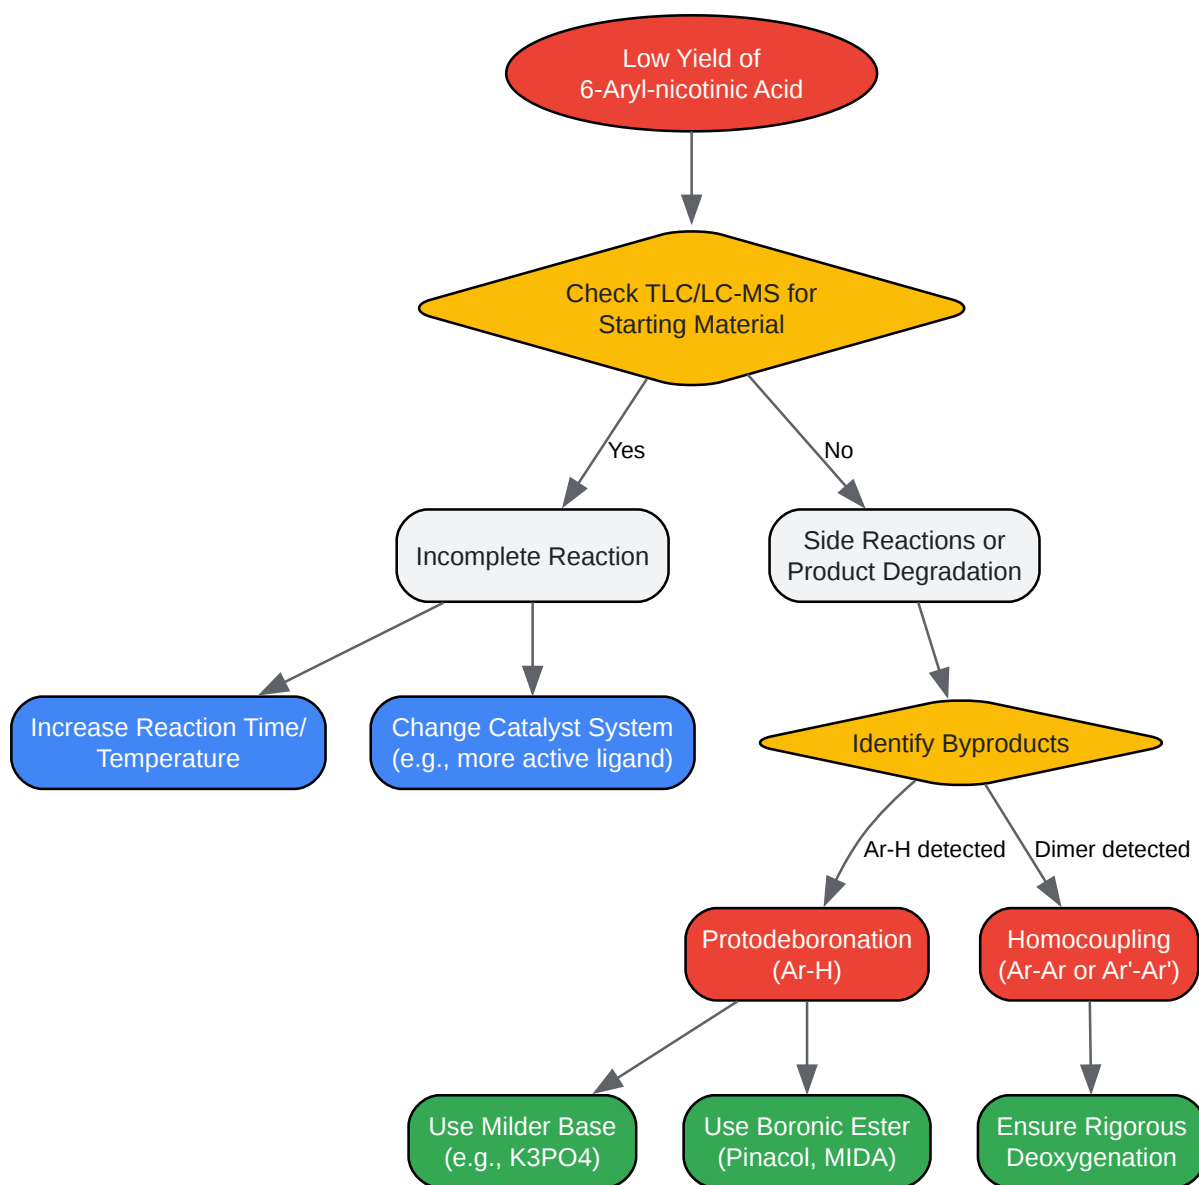 Low Yield of
6-Aryl-nicotinic Acid
Check TLC/LC-MS for
Starting Material
Yes
No
Incomplete Reaction
Side Reactions or
Product Degradation
Increase Reaction Time/
Temperature
Change Catalyst System
(e.g., more active ligand)
Identify Byproducts
Ar-H detected
Dimer detected
Protodeboronation
(Ar-H)
Homocoupling
(Ar-Ar or Ar'-Ar')
Use Milder Base
(e.g., K3PO4)
Use Boronic Ester
(Pinacol, MIDA)
Ensure Rigorous
Deoxygenation